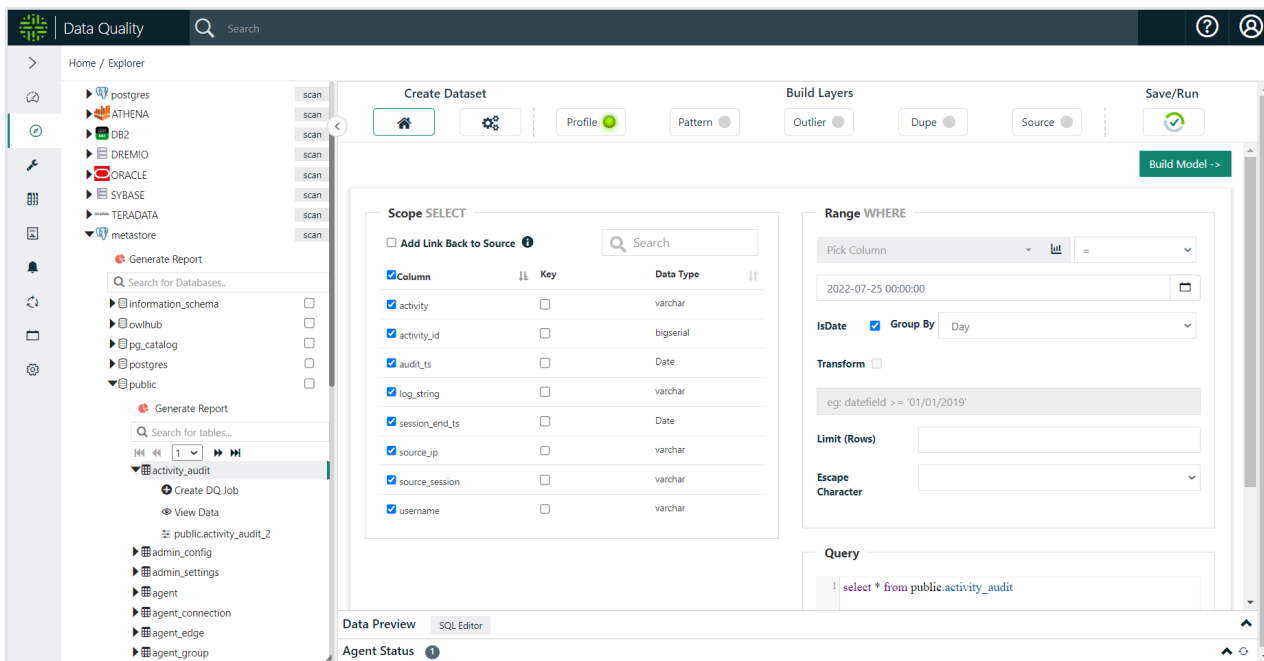 Data Quality
Search
Home / Explorer
postgres scan
ATHENA scan
DB2 scan
DREMIO scan
ORACLE scan
SYBASE scan
TERADATA scan
metastore scan
Generate Report
Search for Databases..
information_schema
owlhub
pg_catalog
postgres
public
Generate Report
Search for tables...
1
activity_audit
Create DQ Job
View Data
public.activity_audit_2
admin_config
admin_settings
agent
agent_connection
agent_edge
agent_group
Create Dataset
Build Layers
Save/Run
Profile
Pattern
Outlier
Dupe
Source
Build Model ->
Scope SELECT
Add Link Back to Source
Search
Column Key Data Type
activity varchar
activity_id bigserial
audit_ts Date
log_string varchar
session_end_ts Date
source_ip varchar
source_session varchar
username varchar
Range WHERE
Pick Column =
2022-07-25 00:00:00
IsDate Group By Day
Transform
eg: datefield >= '01/01/2019'
Limit (Rows)
Escape
Character
Query
1 select * from public.activity_audit
Data Preview SQL Editor
Agent Status 1